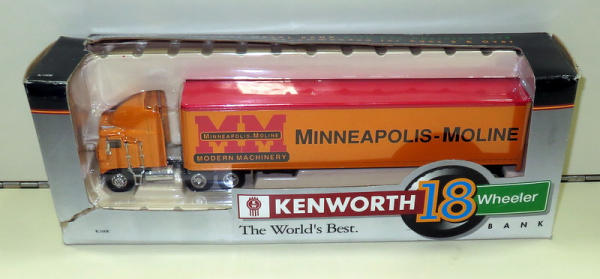 MM
MINNEAPOLIS-MOLINE
MODERN MACHINERY
MINNEAPOLIS-MOLINE
KENWORTH 18 Wheeler
The World's Best.
BANK